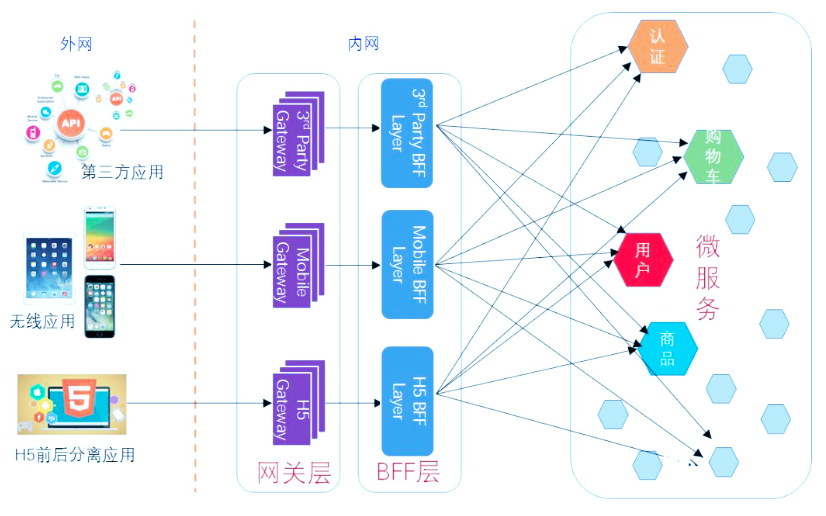 外网
内网
API
API
第三方应用
无线应用
5
H5前后分离应用
3rd Party
Gateway
Mobile
Gateway
H5
Gateway
网关层
3rd Party BFF
Layer
Mobile BFF
Layer
H5 BFF
Layer
BFF层
认
证
购
物
车
用
户
商
品
微
服
务